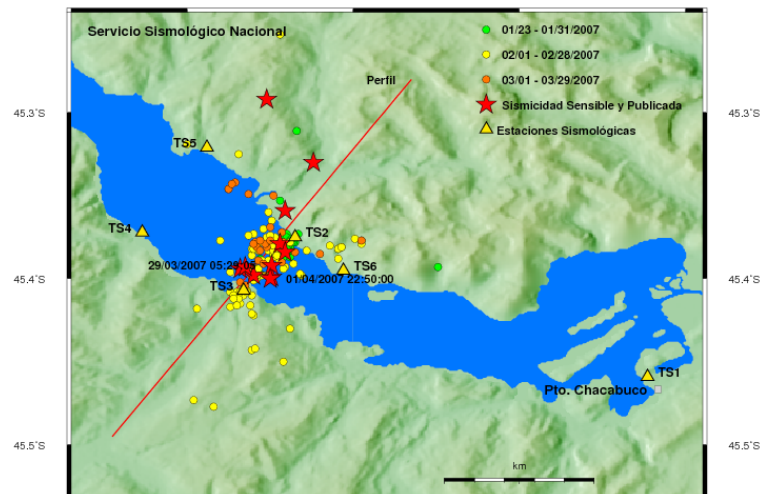 Servicio Sismológico Nacional
01/23 - 01/31/2007
02/01 - 02/28/2007
03/01 - 03/29/2007
Perfil
Sismicidad Sensible y Publicada
Estaciones Sismológicas
45.3°S
45.3°S
TS5
TS4
TS2
29/03/2007 05:28:05
TS6
45.4°S
45.4°S
TS3
01/04/2007 22:50:00
TS1
Pto. Chacabuco
45.5°S
45.5°S
km